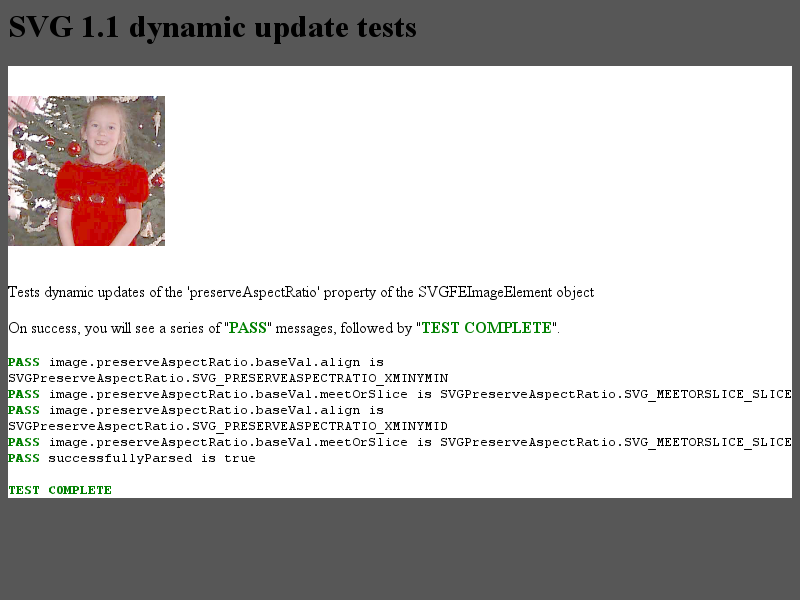 SVG 1.1 dynamic update tests
Tests dynamic updates of the 'preserveAspectRatio' property of the SVGFEImageElement object
On success, you will see a series of "PASS" messages, followed by "TEST COMPLETE".
PASS image.preserveAspectRatio.baseVal.align is
SVGPreserveAspectRatio.SVG_PRESERVEASPECTRATIO_XMINYMIN
PASS image.preserveAspectRatio.baseVal.meetOrSlice is SVGPreserveAspectRatio.SVG_MEETORSLICE_SLICE
PASS image.preserveAspectRatio.baseVal.align is
SVGPreserveAspectRatio.SVG_PRESERVEASPECTRATIO_XMINYMID
PASS image.preserveAspectRatio.baseVal.meetOrSlice is SVGPreserveAspectRatio.SVG_MEETORSLICE_SLICE
PASS successfullyParsed is true
TEST COMPLETE